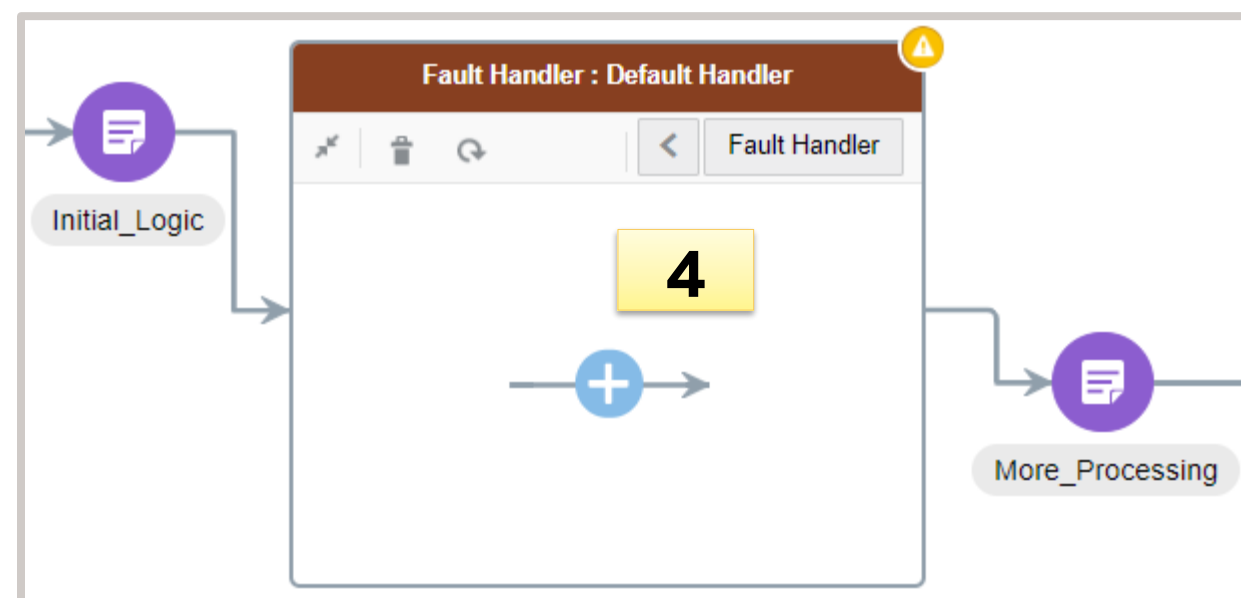 Fault Handler : Default Handler
Fault Handler
Initial_Logic
4
More_Processing